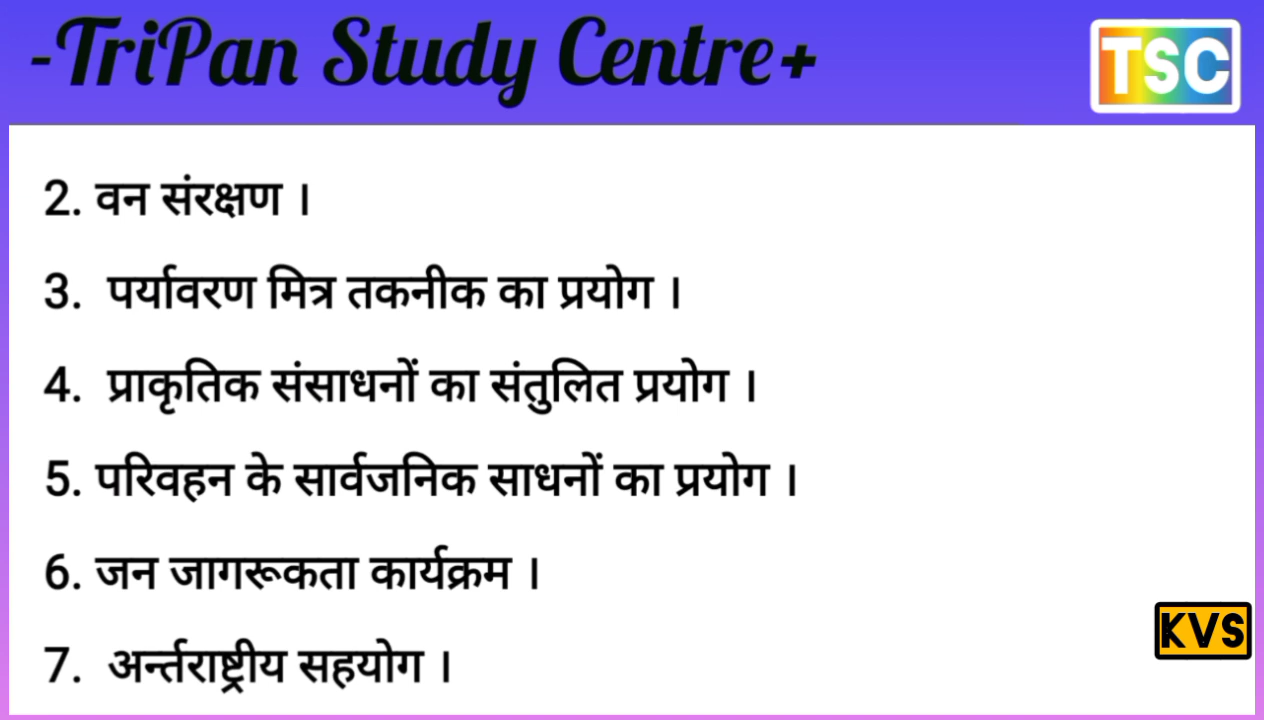 -TriPan Study Centre+
TSC
2. वन संरक्षण ।
3. पर्यावरण मित्र तकनीक का प्रयोग ।
4. प्राकृतिक संसाधनों का संतुलित प्रयोग ।
5. परिवहन के सार्वजनिक साधनों का प्रयोग ।
6. जन जागरूकता कार्यक्रम ।
7. अर्न्तराष्ट्रीय सहयोग ।
KVS